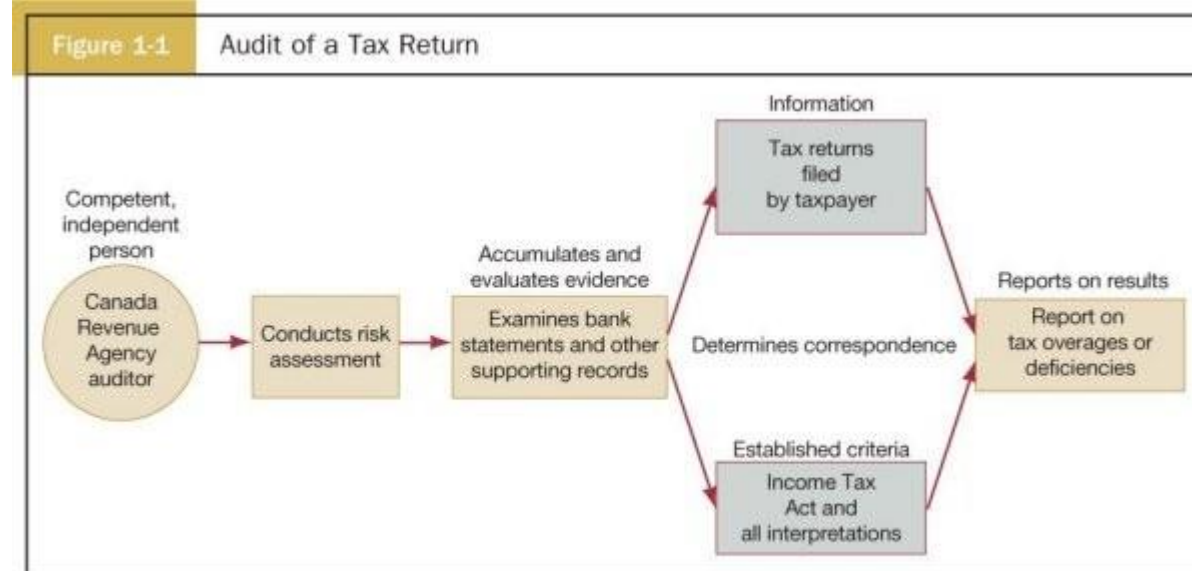 Figure 1-1
Audit of a Tax Return
Competent,
independent
person
Canada
Revenue
Agency
auditor
Conducts risk
assessment
Accumulates and
evaluates evidence
Examines bank
statements and other
supporting records
Information
Tax returns
filed
by taxpayer
Determines correspondence
Established criteria
Income Tax
Act and
all interpretations
Reports on results
Report on
tax overages or
deficiencies